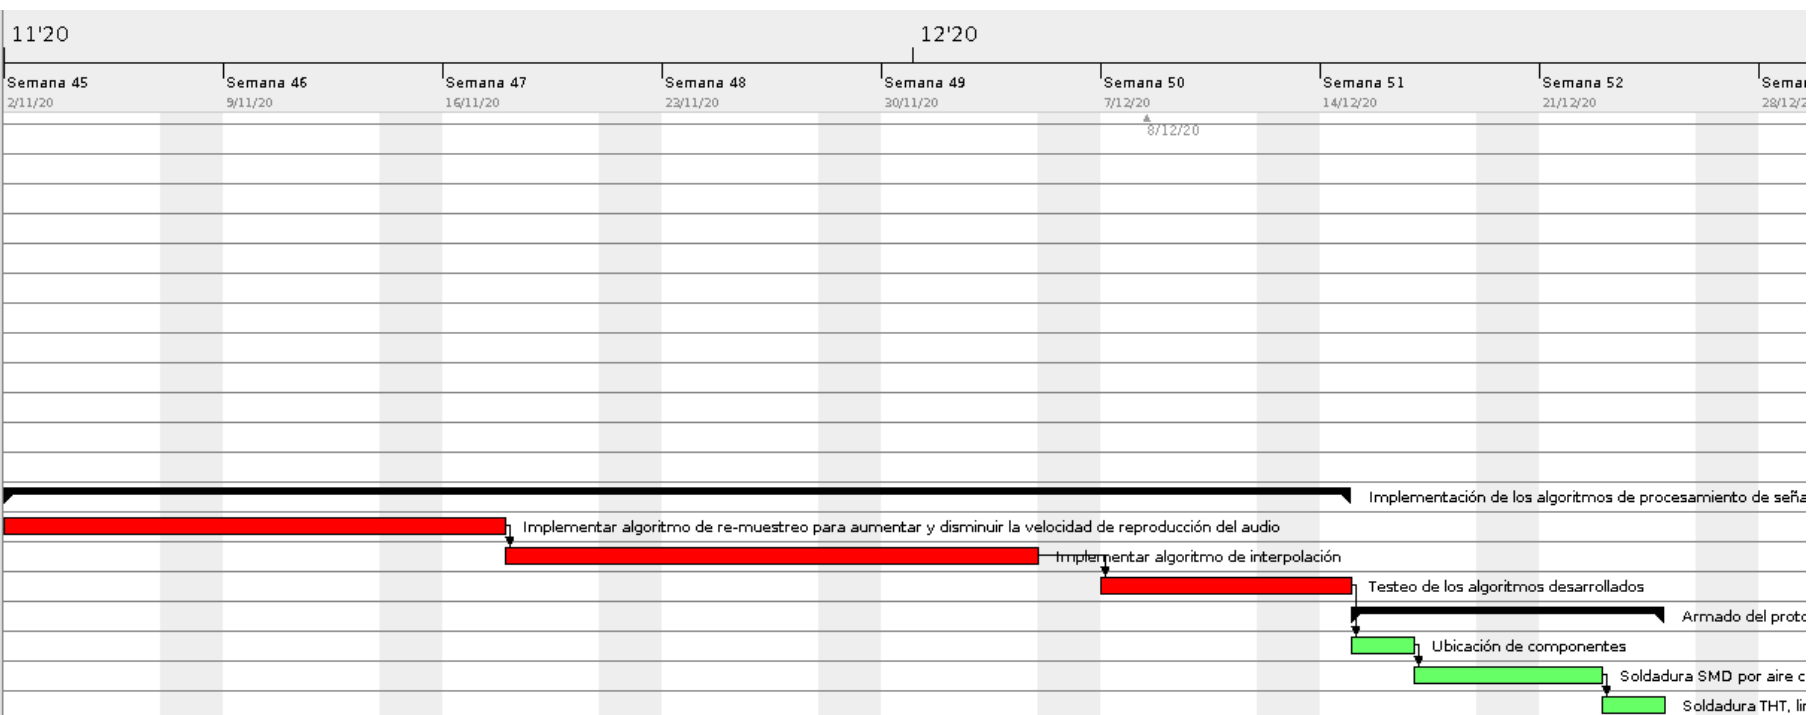 11'20
12'20
Semana 45
Semana 46
Semana 47
Semana 48
Semana 49
Semana 50
Semana 51
Semana 52
2/11/20
9/11/20
16/11/20
23/11/20
30/11/20
7/12/20
14/12/20
21/12/20
8/12/20
Implementación de los algoritmos de procesamiento de
Implementar algoritmo de re-muestreo para aumentar y disminuir la velocidad de reproducción del audio
Implementar algoritmo de interpolación
Testeo de los algoritmos desarrollados
Armado del
Ubicación de componentes
Soldadura SMD por aire
Soldadura THT,